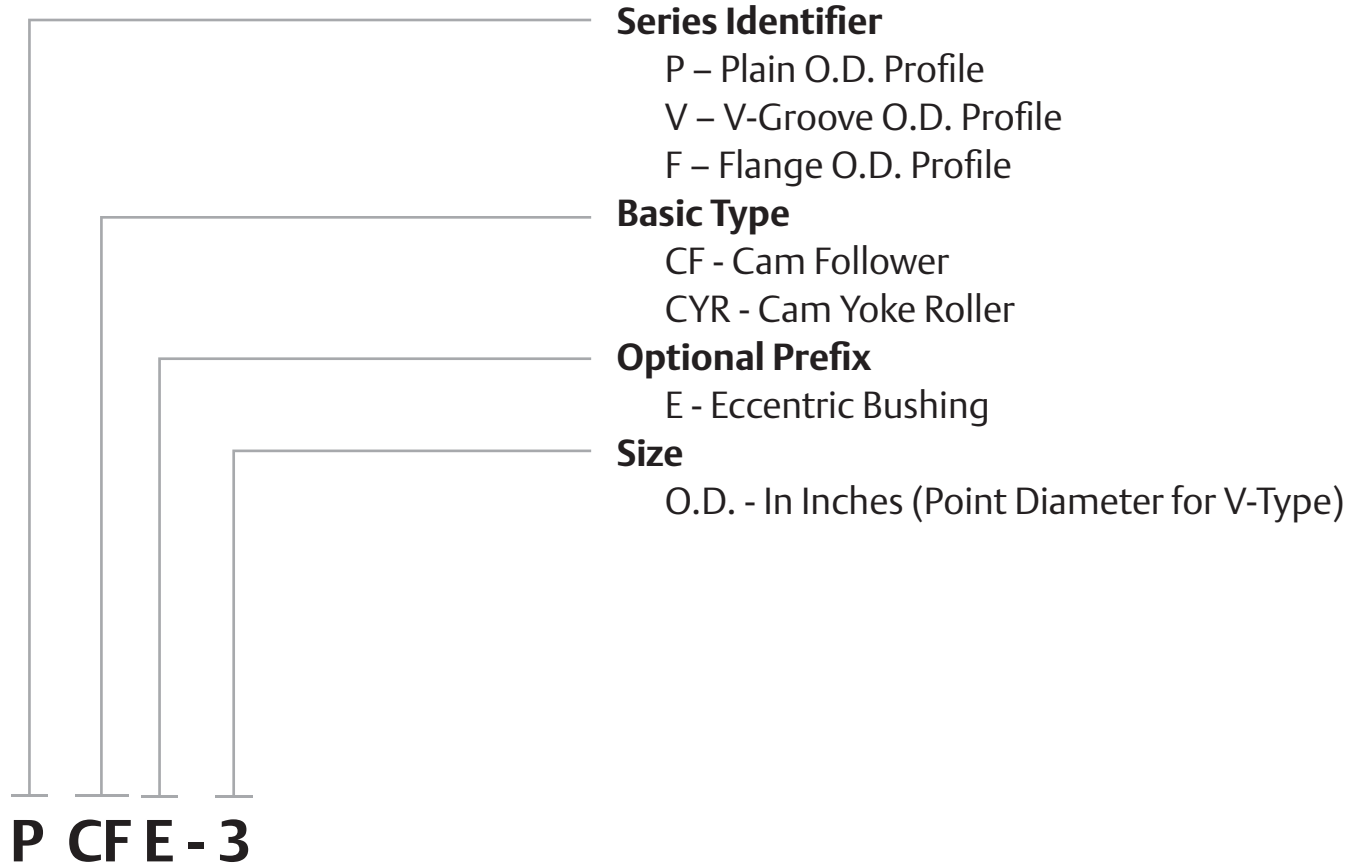 Series Identifier
P – Plain O.D. Profile
V – V-Groove O.D. Profile
F – Flange O.D. Profile
Basic Type
CF - Cam Follower
CYR - Cam Yoke Roller
Optional Prefix
E - Eccentric Bushing
Size
O.D. - In Inches (Point Diameter for V-Type)
P CF E - 3